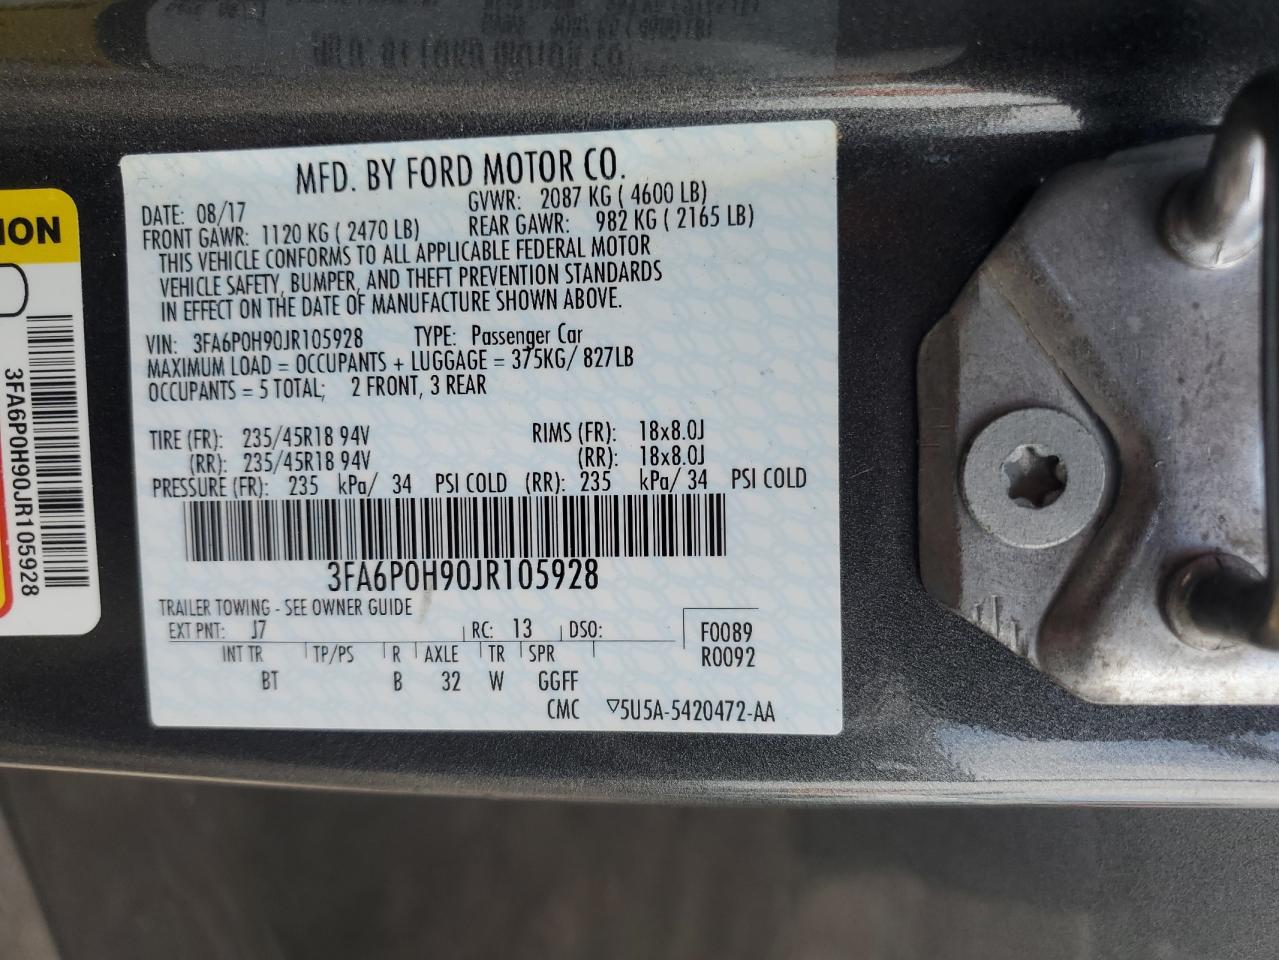 MFD. BY FORD MOTOR CO.
DATE: 08/17 GVWR: 2087 KG ( 4600 LB)
FRONT GAWR: 1120 KG ( 2470 LB) REAR GAWR: 982 KG ( 2165 LB)
THIS VEHICLE CONFORMS TO ALL APPLICABLE FEDERAL MOTOR
VEHICLE SAFETY, BUMPER, AND THEFT PREVENTION STANDARDS
IN EFFECT ON THE DATE OF MANUFACTURE SHOWN ABOVE.
VIN: 3FA6P0H90JR105928 TYPE: Passenger Car
MAXIMUM LOAD = OCCUPANTS + LUGGAGE = 375KG/ 827LB
OCCUPANTS = 5 TOTAL; 2 FRONT, 3 REAR
TIRE (FR): 235/45R18 94V RIMS (FR): 18x8.0J
(RR): 235/45R18 94V (RR): 18x8.0J
PRESSURE (FR): 235 kPa/ 34 PSI COLD (RR): 235 kPa/ 34 PSI COLD
3FA6P0H90JR105928
TRAILER TOWING - SEE OWNER GUIDE
EXT PNT: J7 RC: 13 DSO: F0089
INT TR TP/PS R AXLE TR SPR R0092
BT B 32 W GGFF
CMC ▽5U5A-5420472-AA
ION
3FA6P0H90JR105928